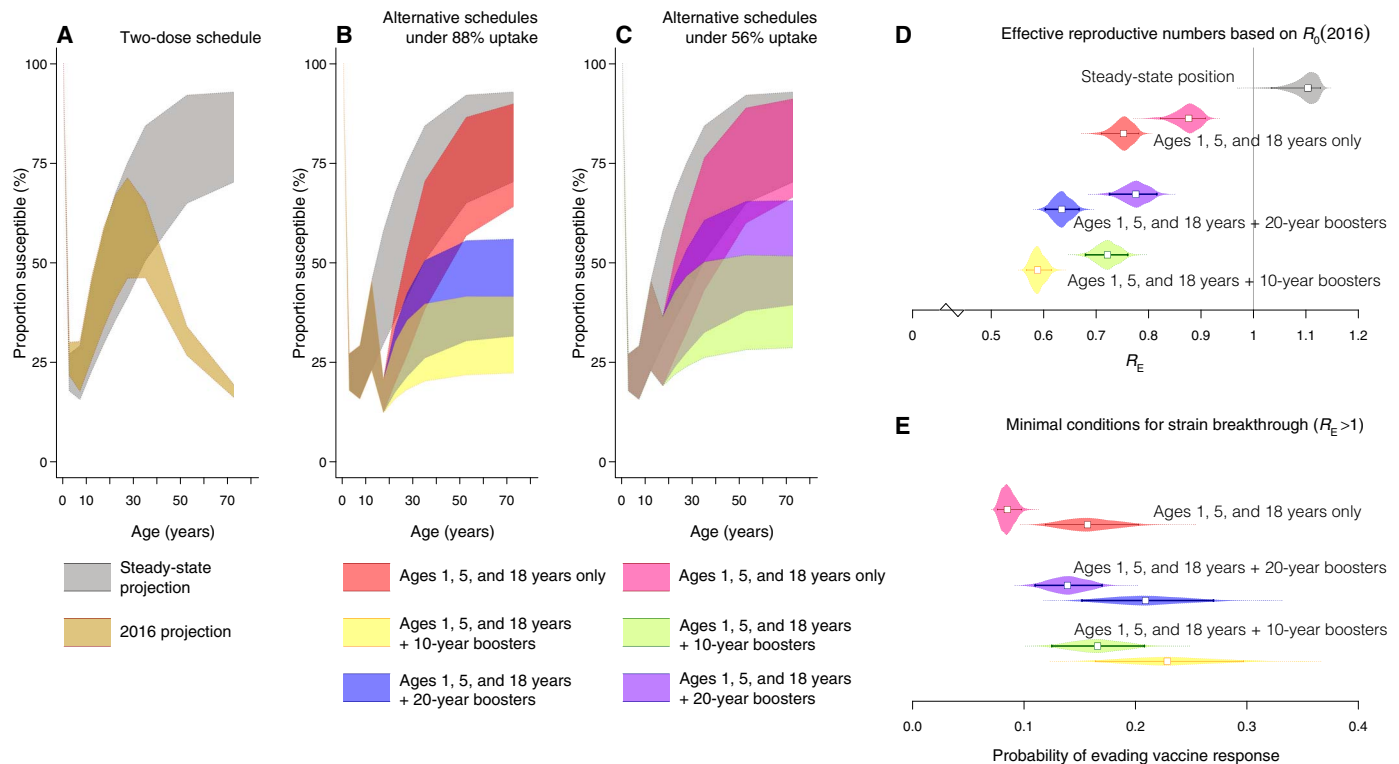 A
Two-dose schedule
100
75
50
25
0
Proportion susceptible (%)
0 10 30 50 70
Age (years)
Steady-state
projection
2016 projection
B
Alternative schedules
under 88% uptake
100
75
50
25
0
Proportion susceptible (%)
0 10 30 50 70
Age (years)
Ages 1, 5, and 18 years only
Ages 1, 5, and 18 years
+ 10-year boosters
Ages 1, 5, and 18 years
+ 20-year boosters
C
Alternative schedules
under 56% uptake
100
75
50
25
0
Proportion susceptible (%)
0 10 30 50 70
Age (years)
Ages 1, 5, and 18 years only
Ages 1, 5, and 18 years
+ 10-year boosters
Ages 1, 5, and 18 years
+ 20-year boosters
D
Effective reproductive numbers based on R0(2016)
Steady-state position
Ages 1, 5, and 18 years only
Ages 1, 5, and 18 years + 20-year boosters
Ages 1, 5, and 18 years + 10-year boosters
0 0.5 0.6 0.7 0.8 0.9 1 1.1 1.2
RE
E
Minimal conditions for strain breakthrough (RE >1)
Ages 1, 5, and 18 years only
Ages 1, 5, and 18 years + 20-year boosters
Ages 1, 5, and 18 years + 10-year boosters
0.0 0.1 0.2 0.3 0.4
Probability of evading vaccine response